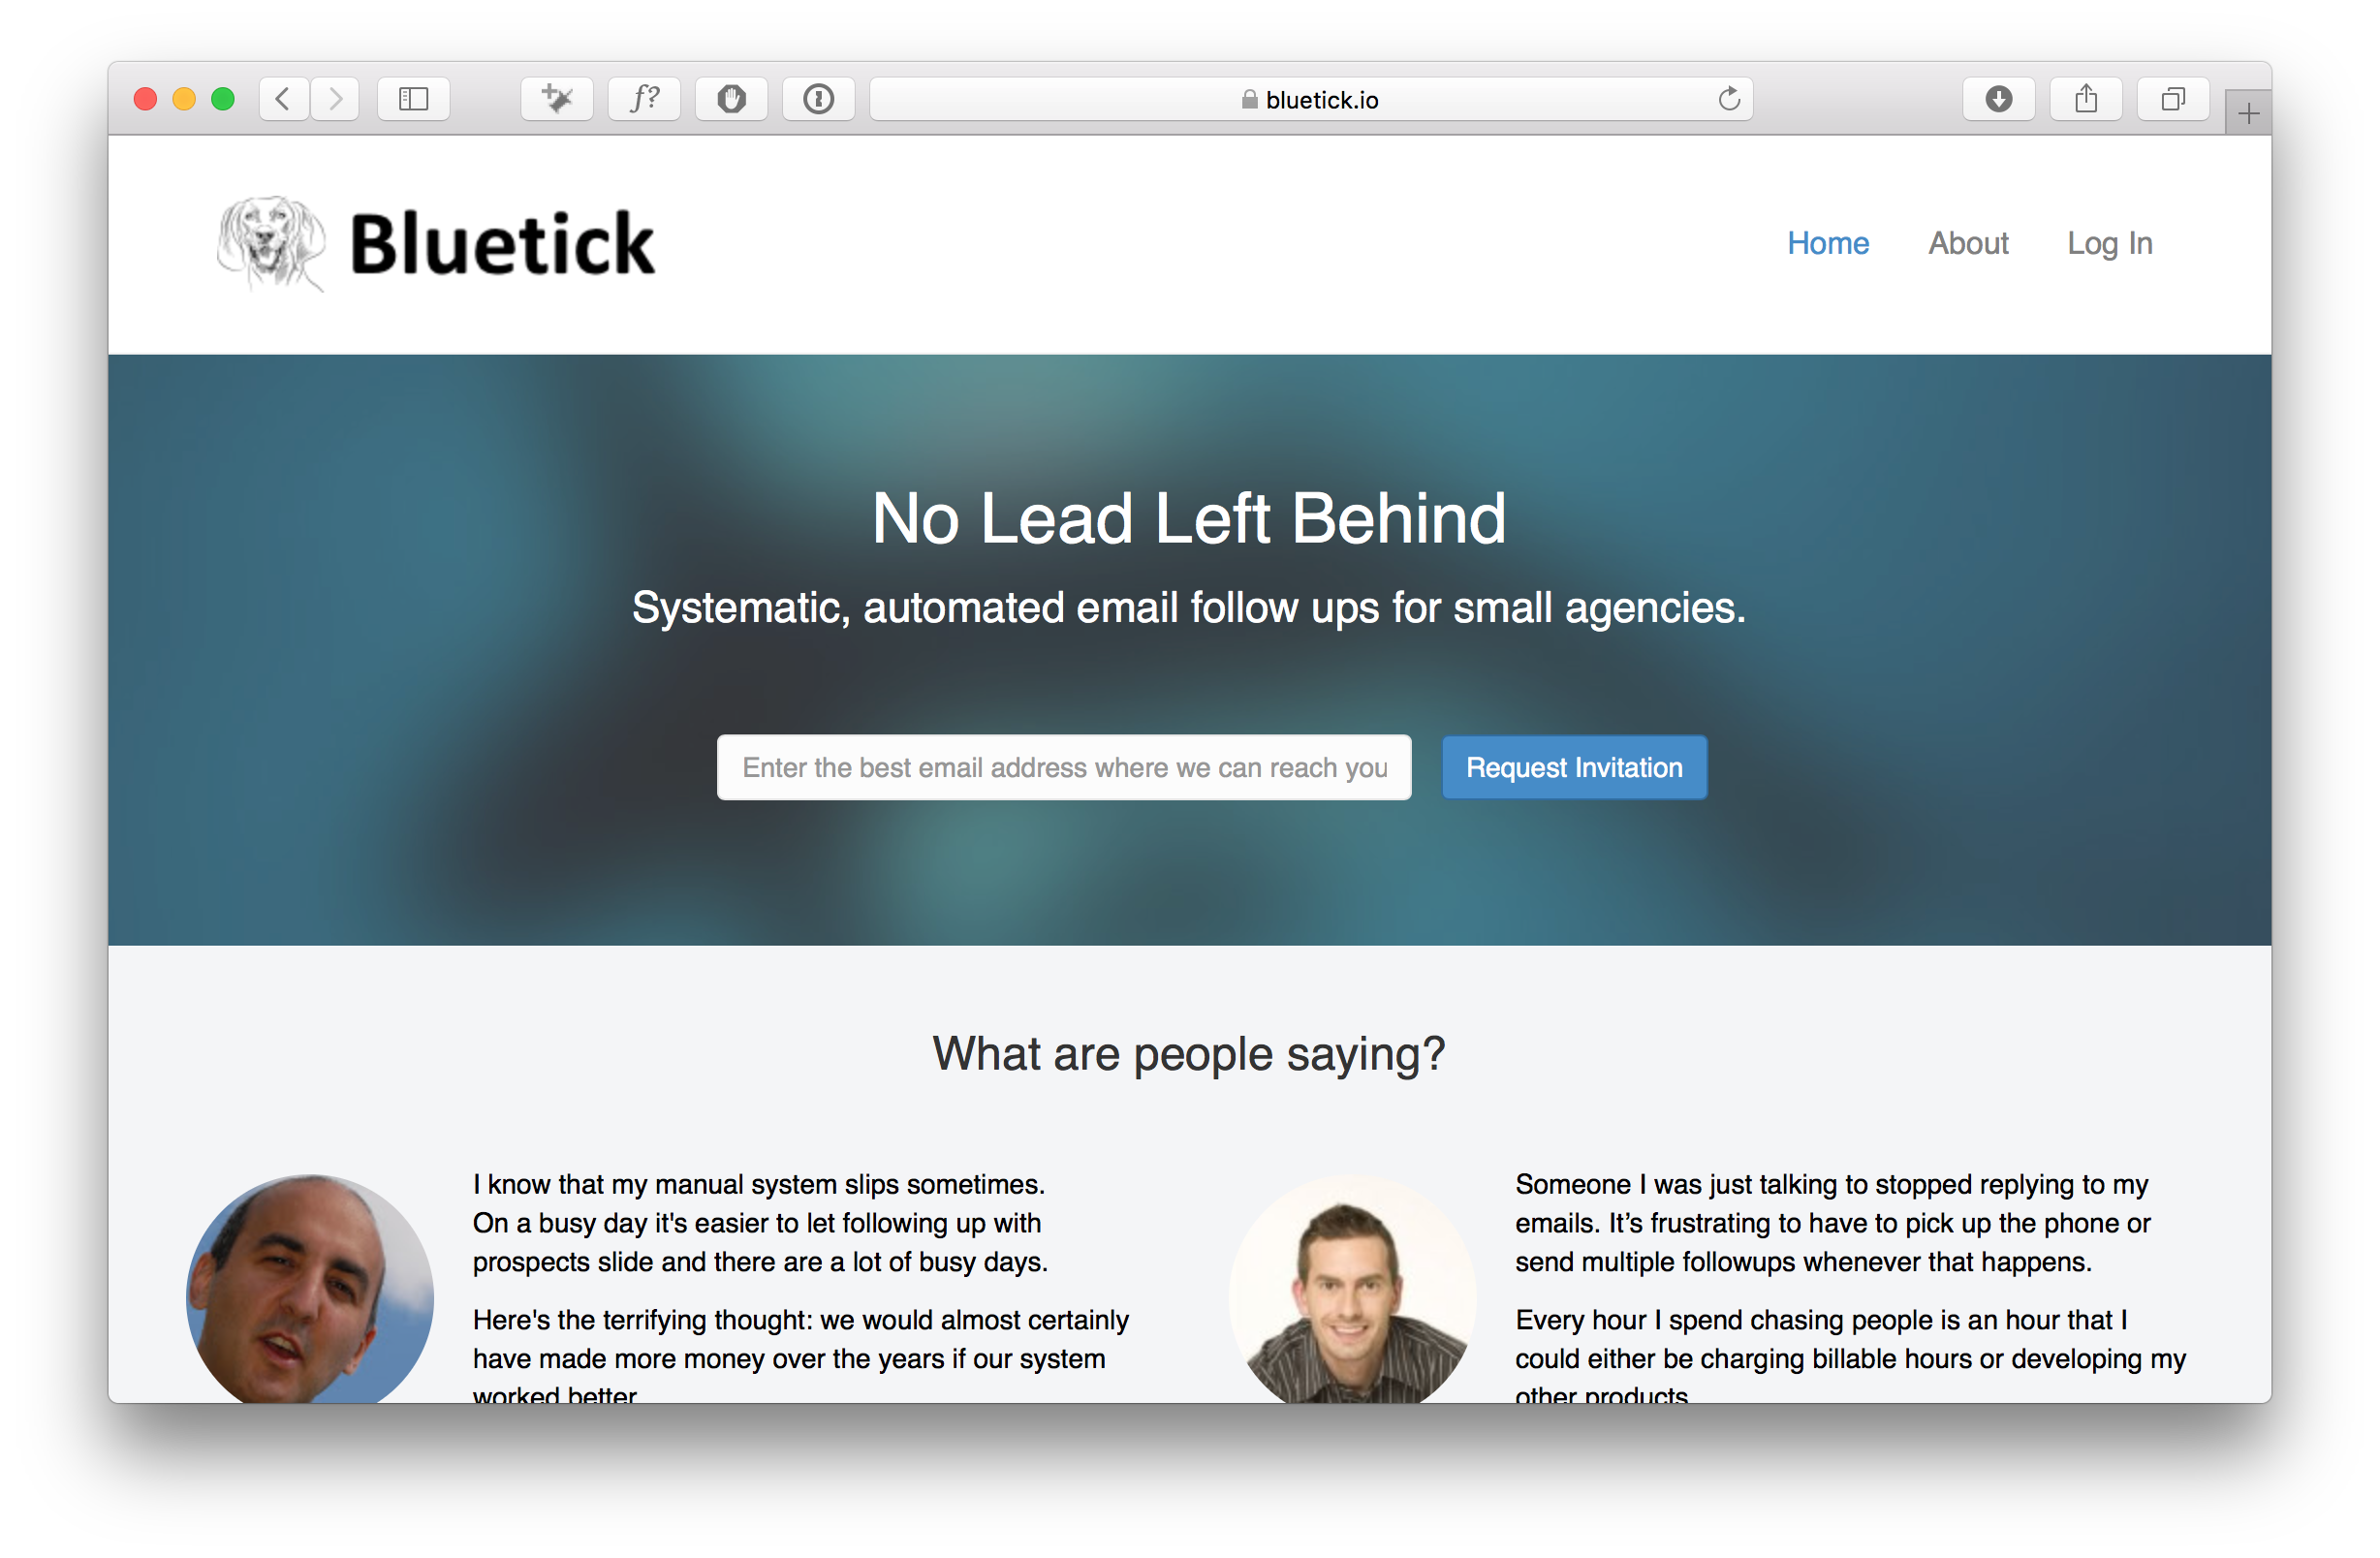 f?
bluetick.io
Bluetick
Home
About
Log In
No Lead Left Behind
Systematic, automated email follow ups for small agencies.
Enter the best email address where we can reach you
Request Invitation
What are people saying?
I know that my manual system slips sometimes.
On a busy day it's easier to let following up with
prospects slide and there are a lot of busy days.
Here's the terrifying thought: we would almost certainly
have made more money over the years if our system
worked better
Someone I was just talking to stopped replying to my
emails. It’s frustrating to have to pick up the phone or
send multiple followups whenever that happens.
Every hour I spend chasing people is an hour that I
could either be charging billable hours or developing my
other products